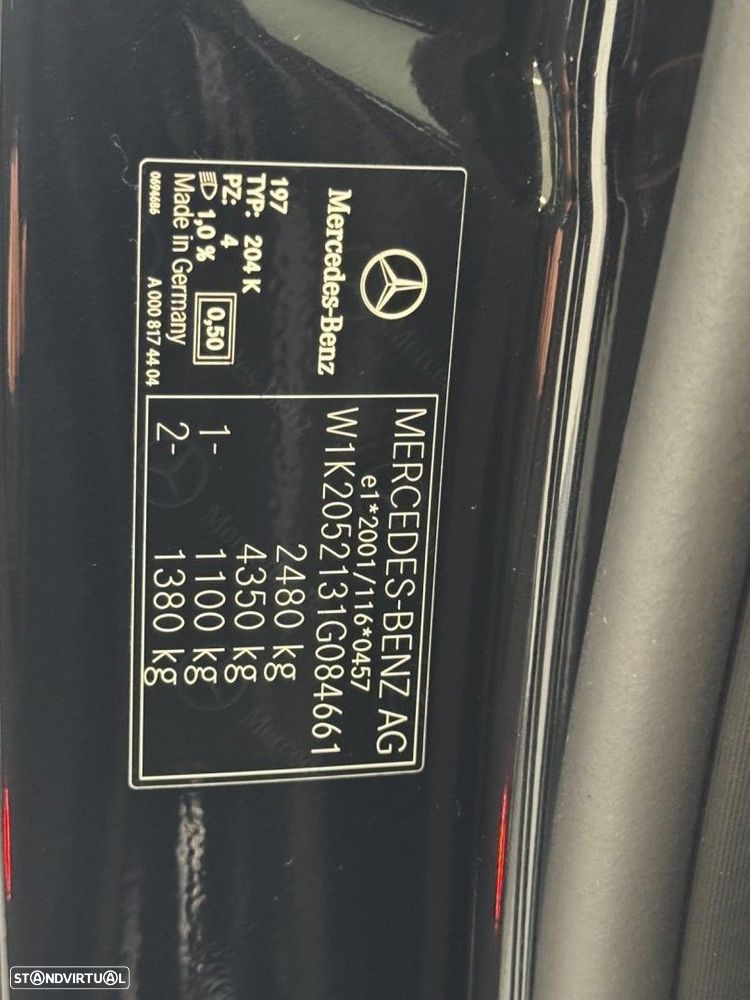 Mercedes-Benz
197
TYP: 204 K
PZ: 4
1,0 %
0,50
Made in Germany
0694686
A 000 817 44 04
MERCEDES-BENZ AG
e1*2001/116*0457
W1K2052131G084661
2480 kg
4350 kg
1- 1100 kg
2- 1380 kg
STANDVIRTUAL